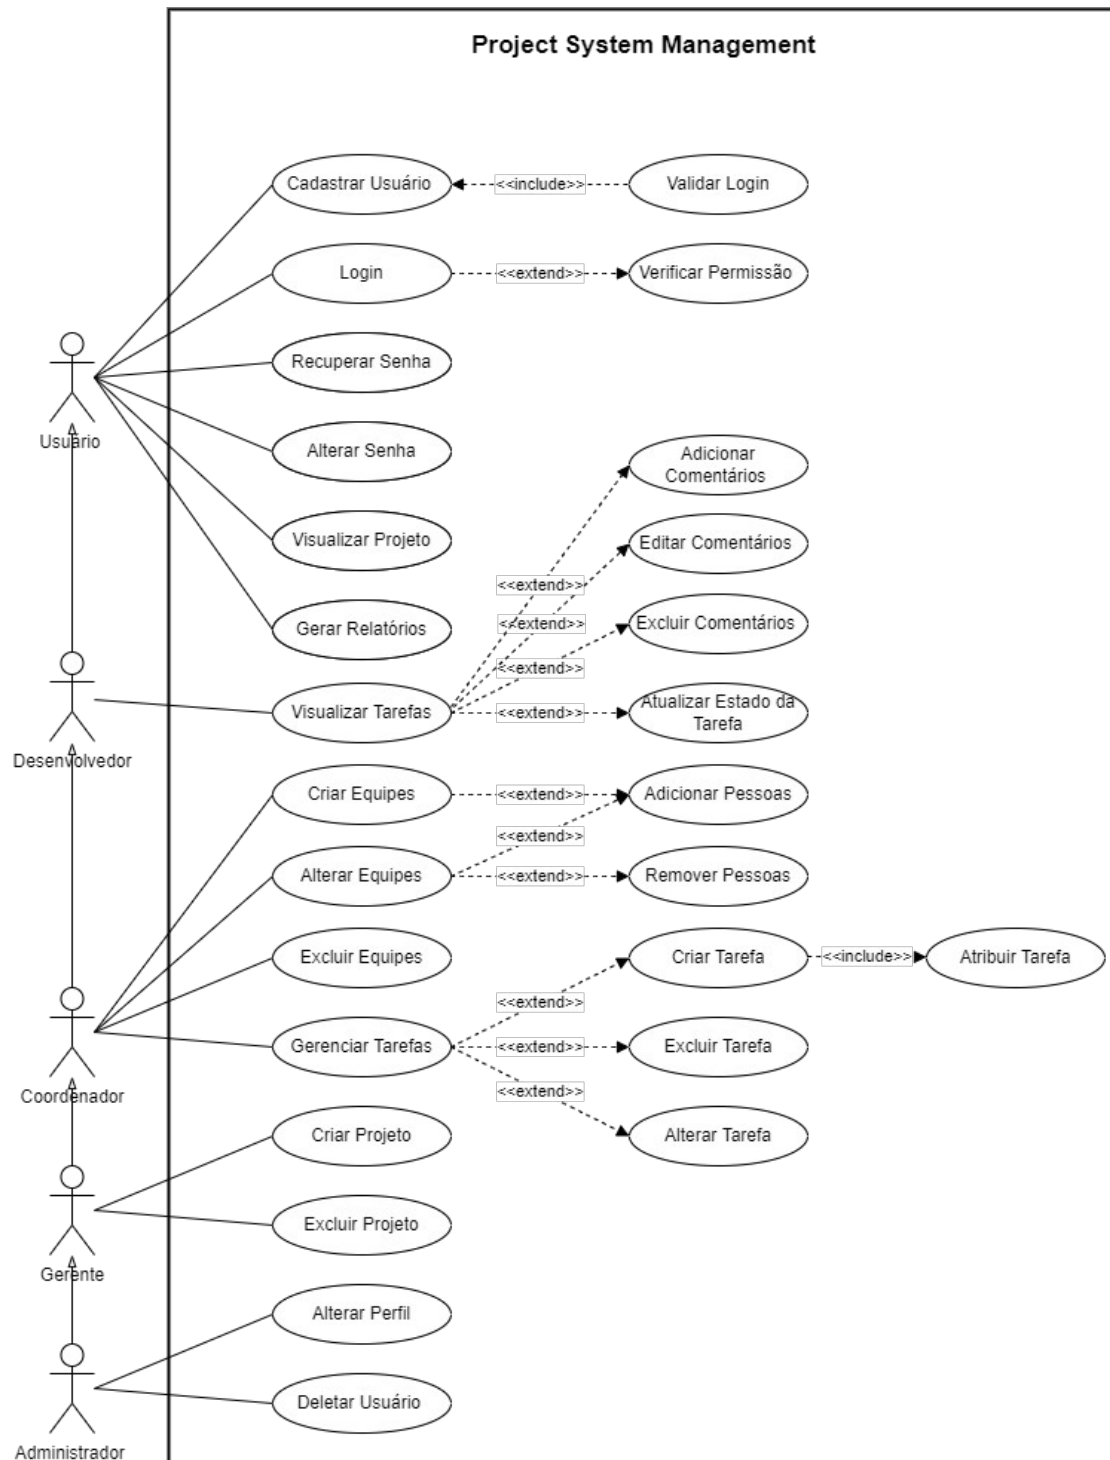 Project System Management
Cadastrar Usuário
<<include>>
Validar Login
Login
<<extend>>
Verificar Permissão
Recuperar Senha
Usuário
Alterar Senha
Adicionar
Comentários
Visualizar Projeto
Editar Comentários
<<extend>>
Gerar Relatórios
<<extend>>
Excluir Comentários
<<extend>>
Visualizar Tarefas
<<extend>>
Atualizar Estado da
Tarefa
Desenvolvedor
Criar Equipes
<<extend>>
Adicionar Pessoas
<<extend>>
Alterar Equipes
<<extend>>
Remover Pessoas
Excluir Equipes
Criar Tarefa
<<include>>
Atribuir Tarefa
<<extend>>
Gerenciar Tarefas
<<extend>>
Excluir Tarefa
<<extend>>
Coordenador
Criar Projeto
Alterar Tarefa
Excluir Projeto
Gerente
Alterar Perfil
Deletar Usuário
Administrador